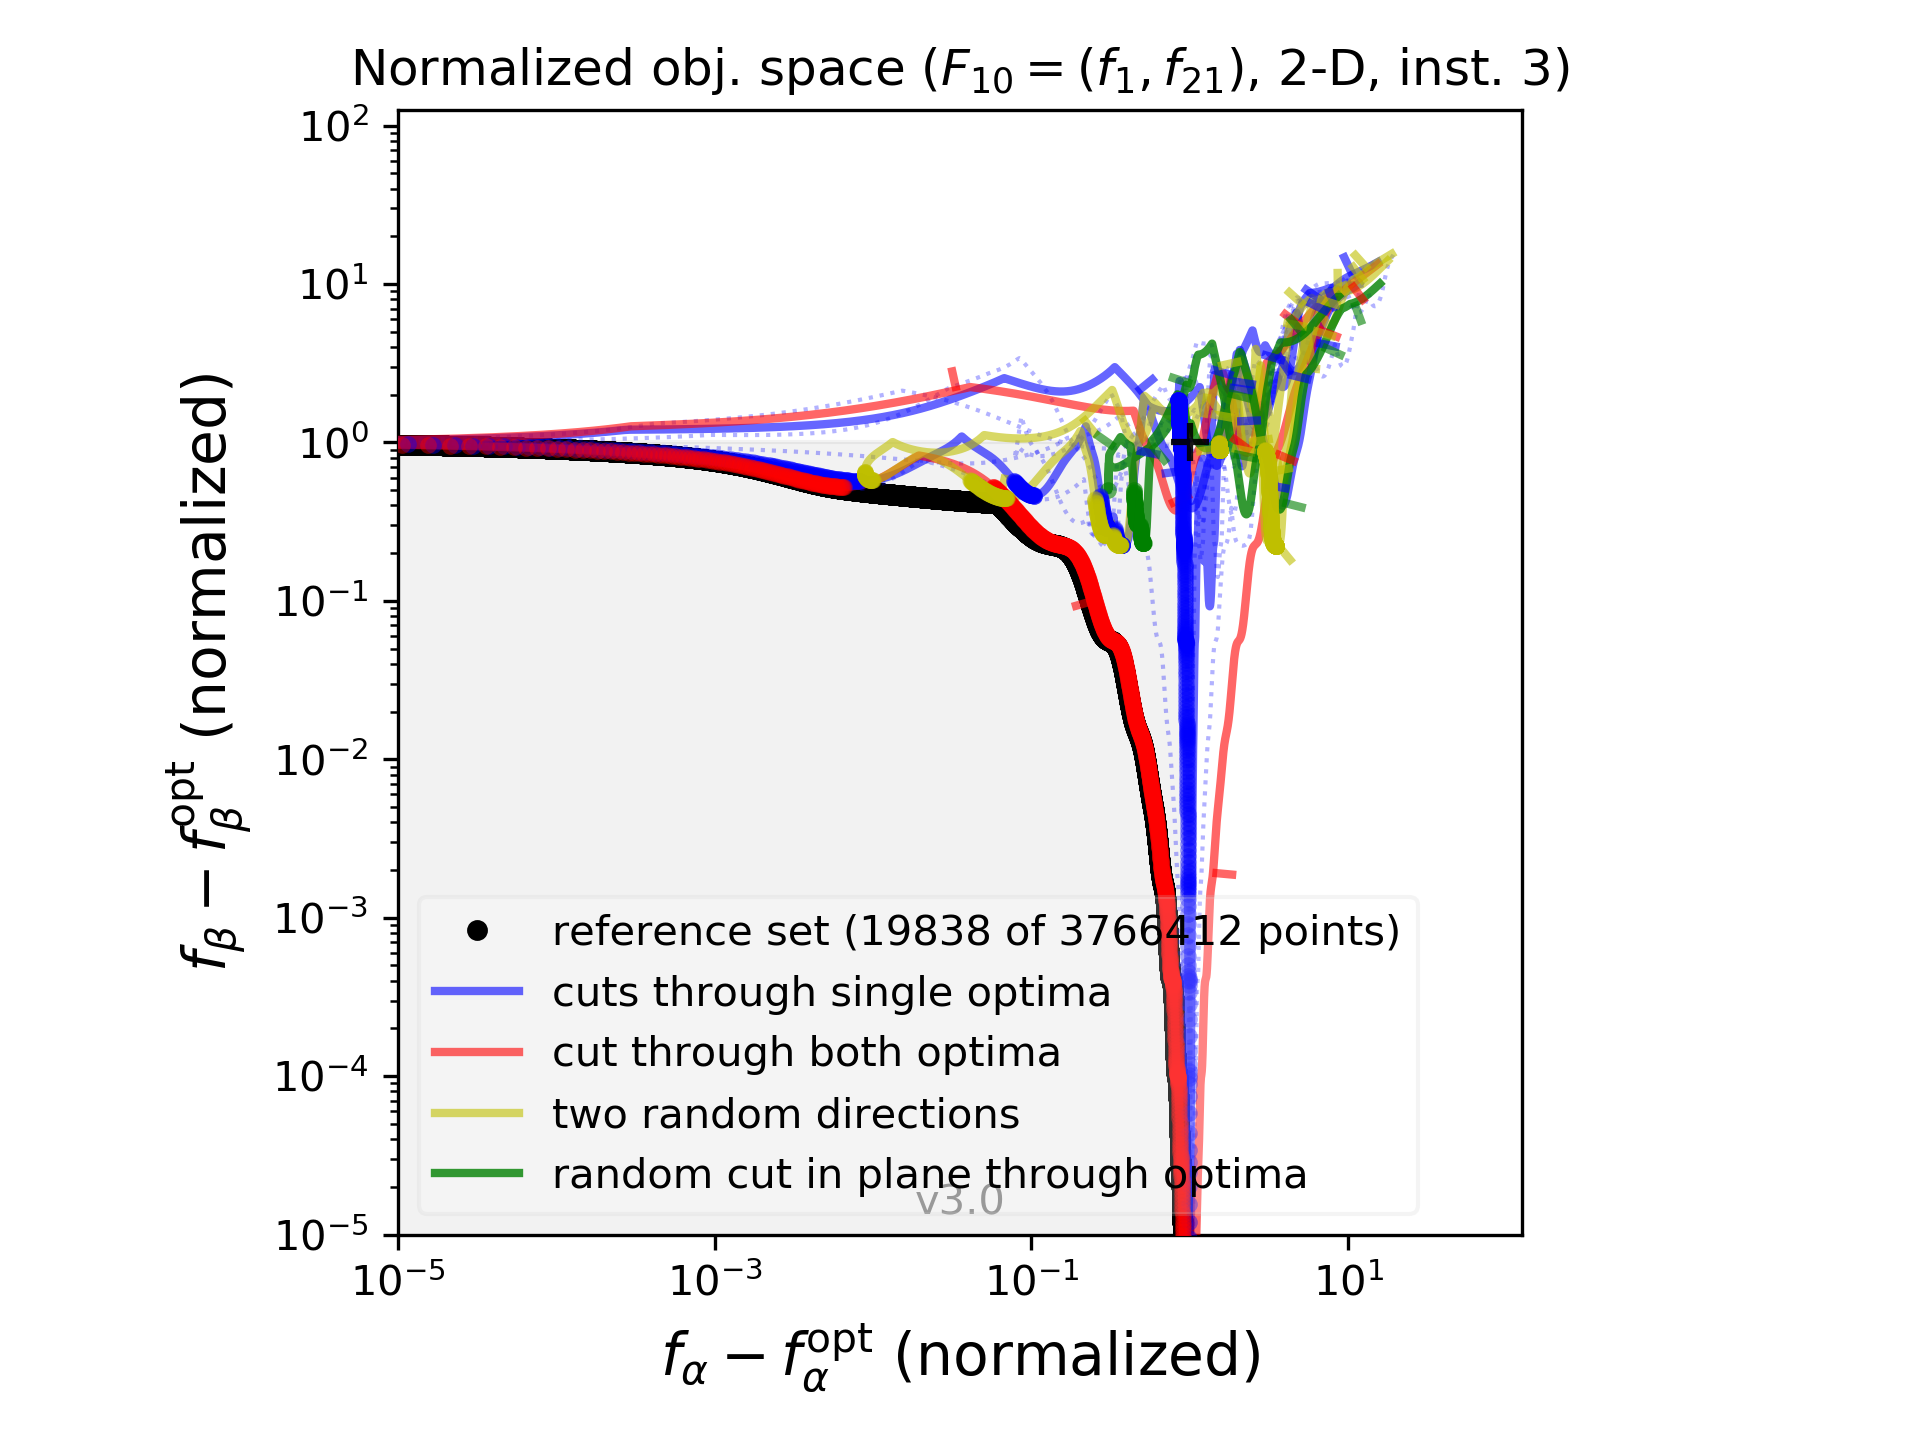 Normalized obj. space (F₁₀ = (f₁, f₂₁), 2-D, inst. 3)
10²
10¹
10⁰
10⁻¹
10⁻²
10⁻³
10⁻⁴
10⁻⁵
f_β − f_β^opt (normalized)
reference set (19838 of 3766412 points)
cuts through single optima
cut through both optima
two random directions
random cut in plane through optima
v3.0
10⁻⁵ 10⁻³ 10⁻¹ 10¹
f_α − f_α^opt (normalized)